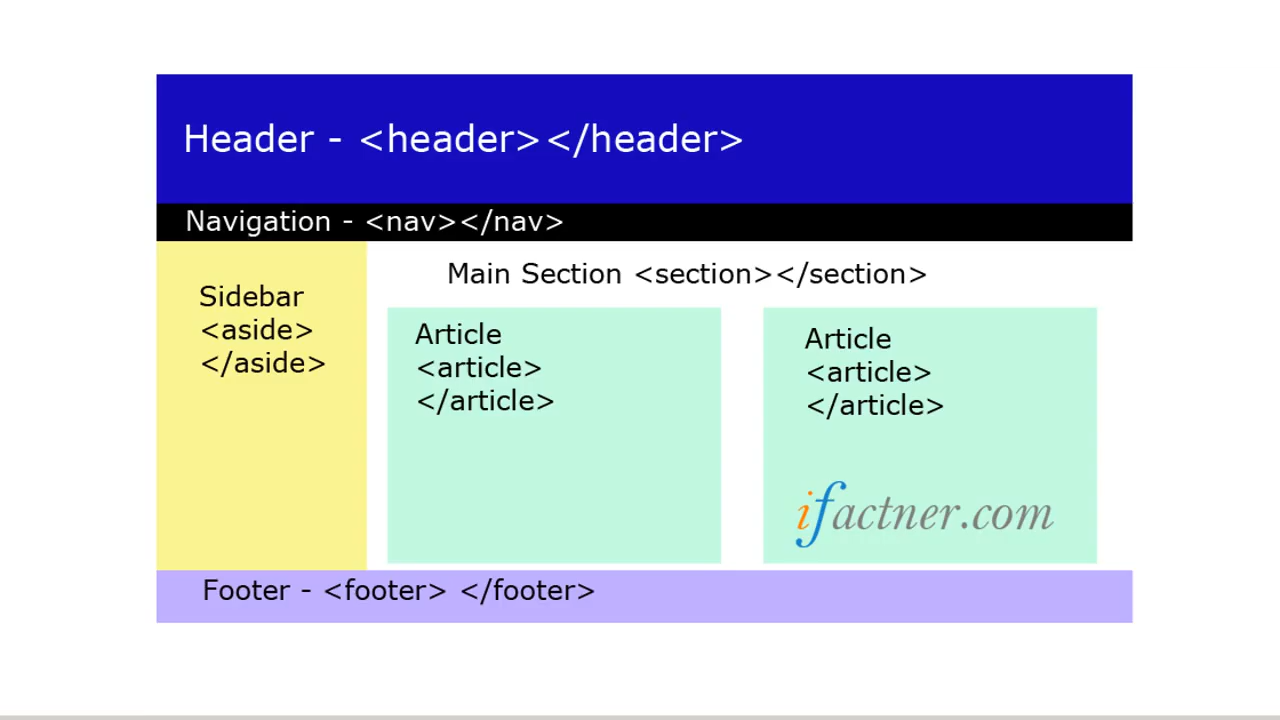 Header - <header></header>
Navigation - <nav></nav>
Sidebar
<aside>
</aside>
Main Section <section></section>
Article
<article>
</article>
Article
<article>
</article>
ifactner.com
Footer - <footer> </footer>